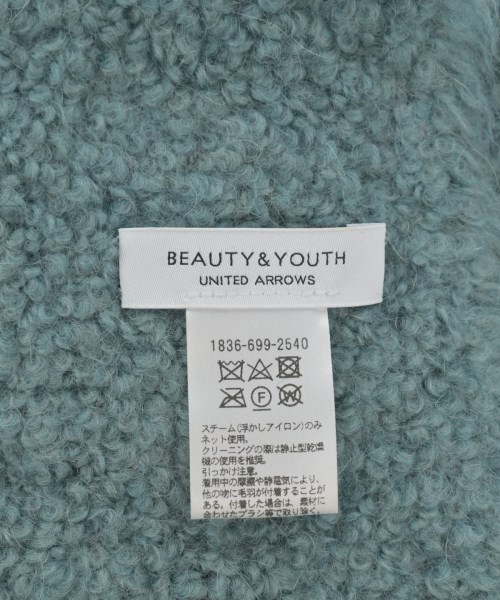 BEAUTY&YOUTH
UNITED ARROWS
1836-699-2540
スチーム(浮かしアイロン)のみ
ネット使用。
クリーニングの際は静止型乾燥
機の使用を推奨。
引っかけ注意。
着用中の摩擦や静電気により、
他の物に毛羽が付着することが
ある。付着した場合は、素材に
合わせたブラシ等で取り除く。